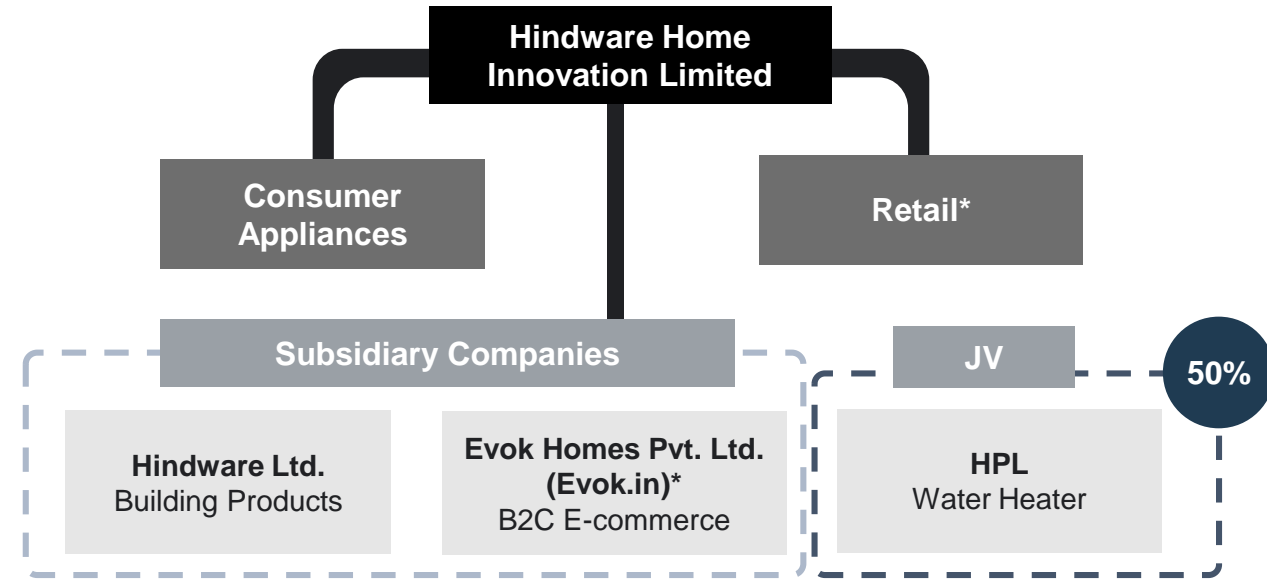 Hindware Home
Innovation Limited
Consumer
Appliances
Retail*
Subsidiary Companies
JV
50%
Hindware Ltd.
Building Products
Evok Homes Pvt. Ltd.
(Evok.in)*
B2C E-commerce
HPL
Water Heater